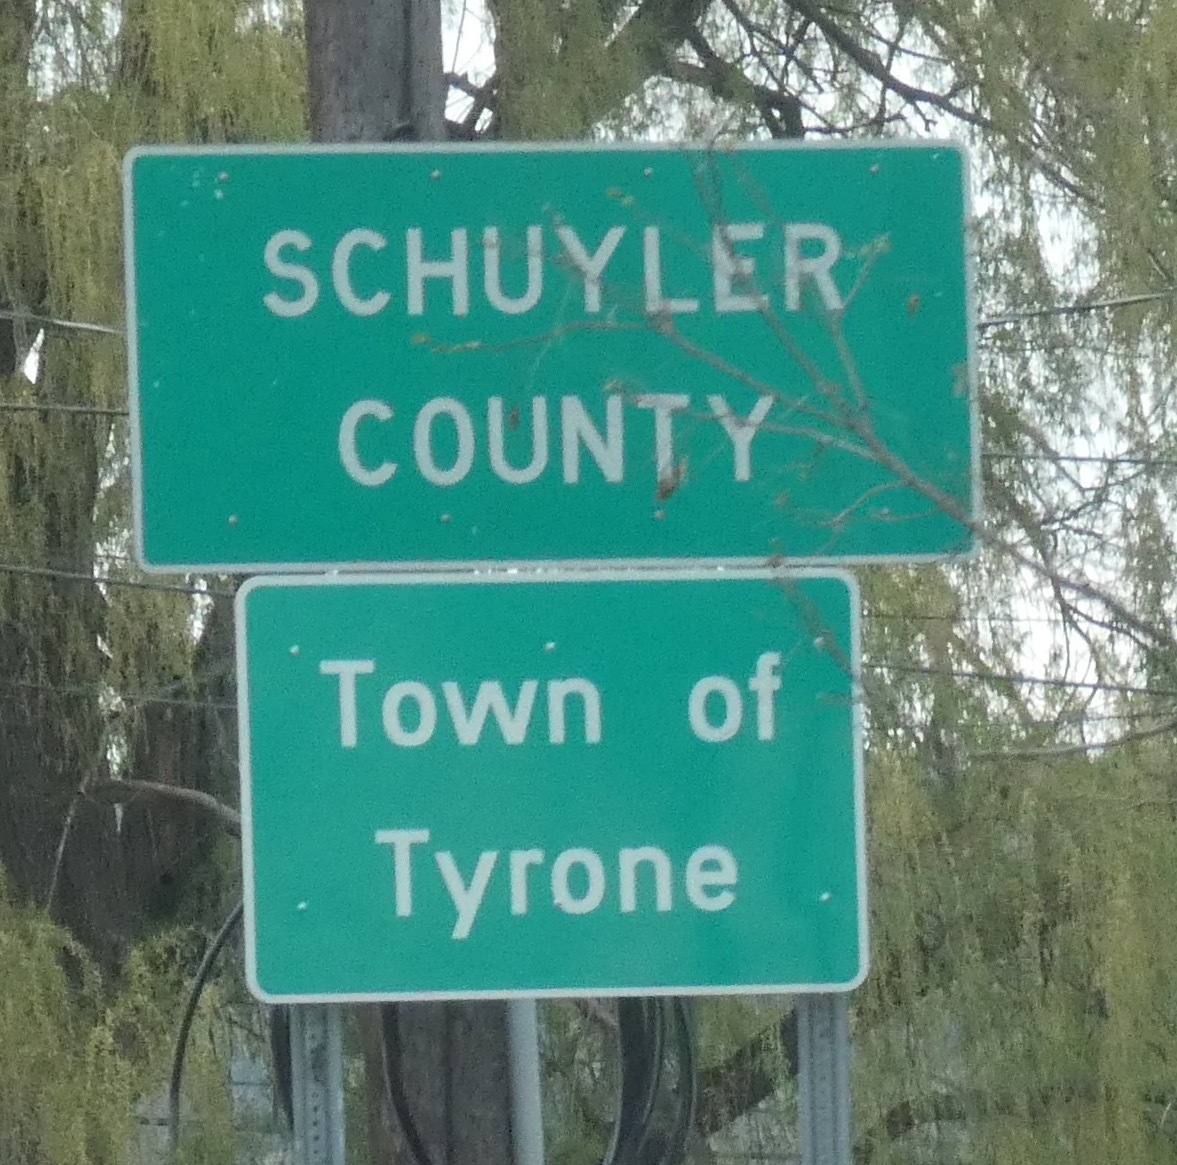 SCHUYLER
COUNTY
Town of
Tyrone